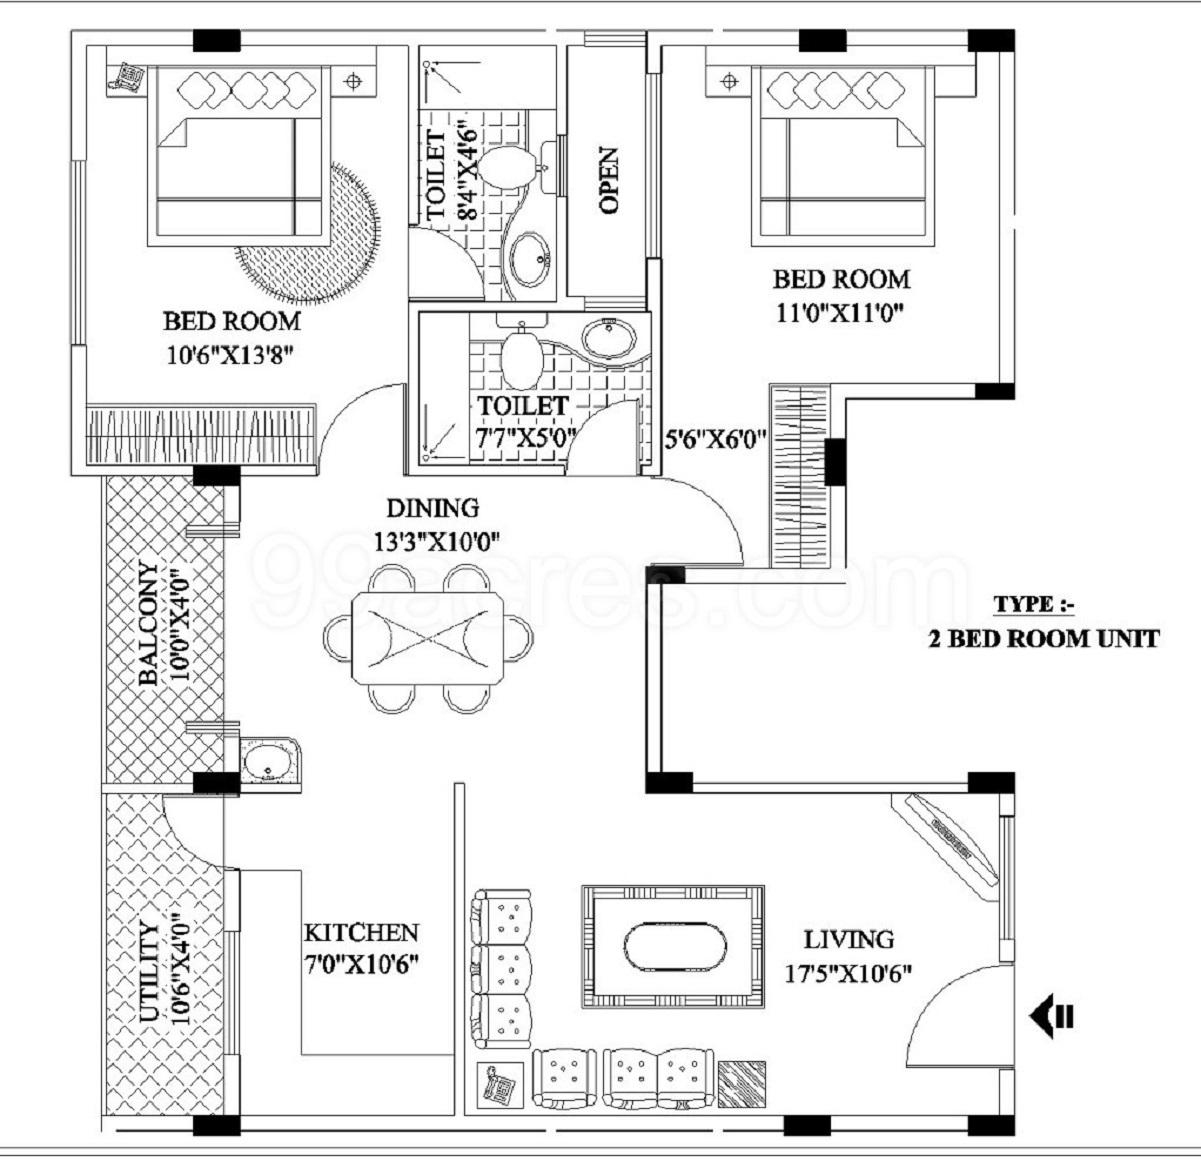 TOILET
8'4"X4'6"
OPEN
BED ROOM
11'0"X11'0"
BED ROOM
10'6"X13'8"
TOILET
7'7"X5'0"
5'6"X6'0"
DINING
13'3"X10'0"
99acres.com
BALCONY
10'0"X4'0"
TYPE :-
2 BED ROOM UNIT
UTILITY
10'6"X4'0"
KITCHEN
7'0"X10'6"
LIVING
17'5"X10'6"